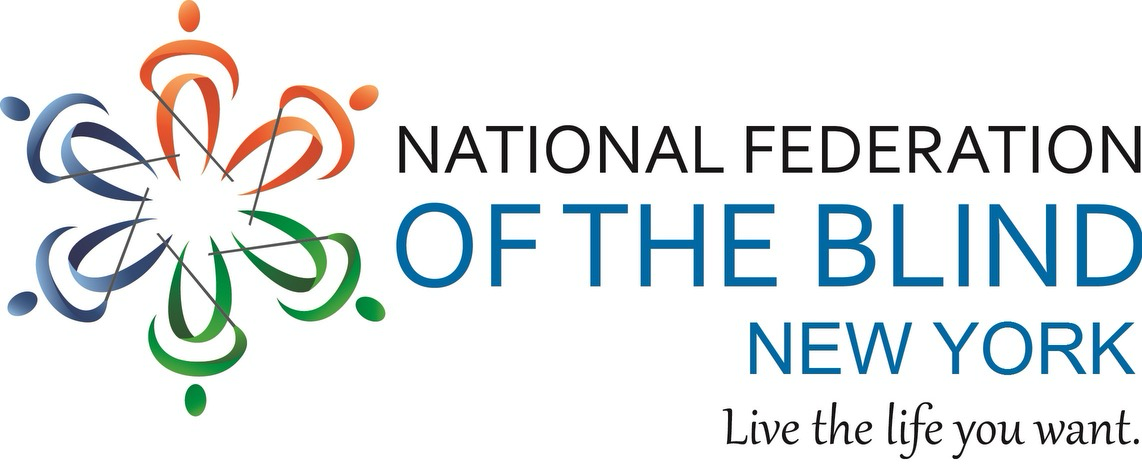 NATIONAL FEDERATION
OF THE BLIND
NEW YORK
Live the life you want.